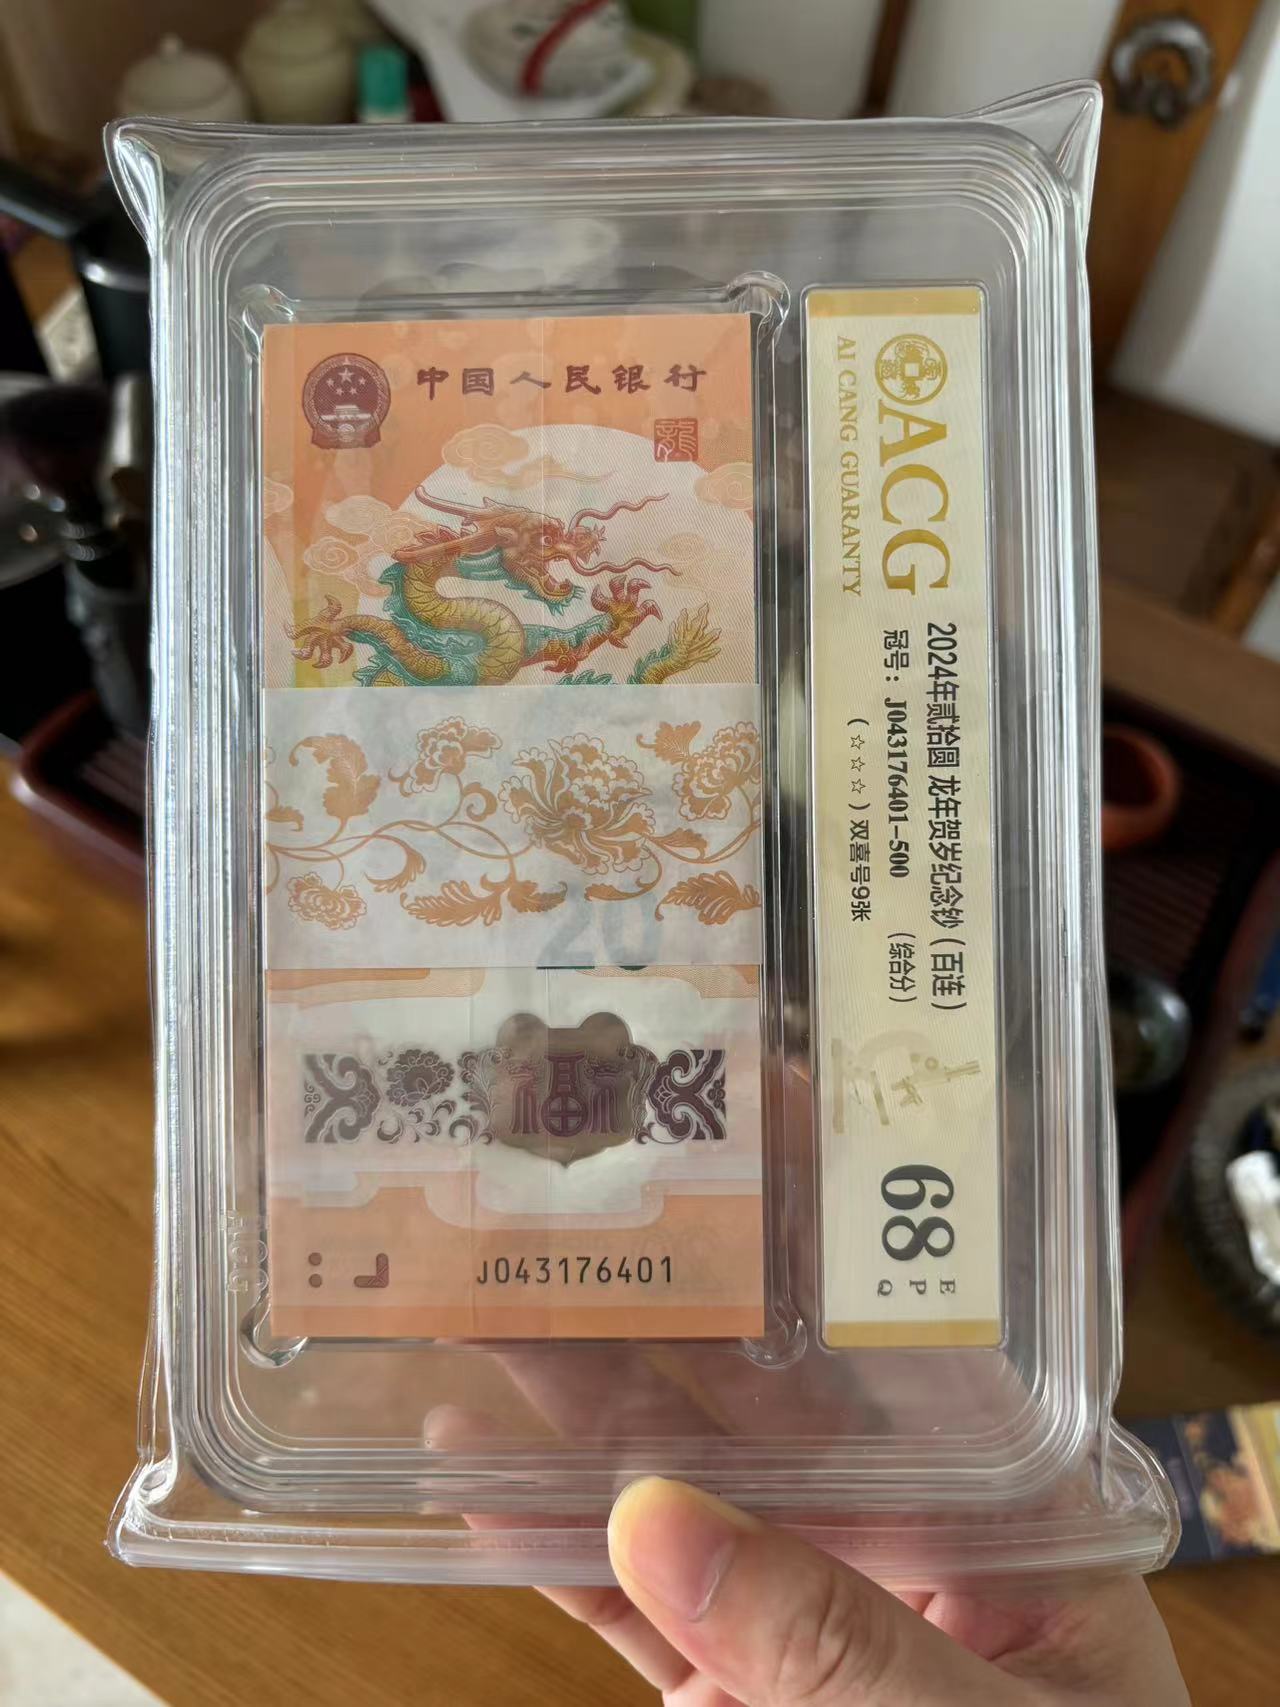 中国人民银行
龍
20
福
J043176401
ACG
AI CANG GUARANTY
2024年贰拾圆 龙年贺岁纪念钞（百连）
冠号：J043176401-500 （综合分）
（☆☆☆）双喜号9张
68
E
P
Q